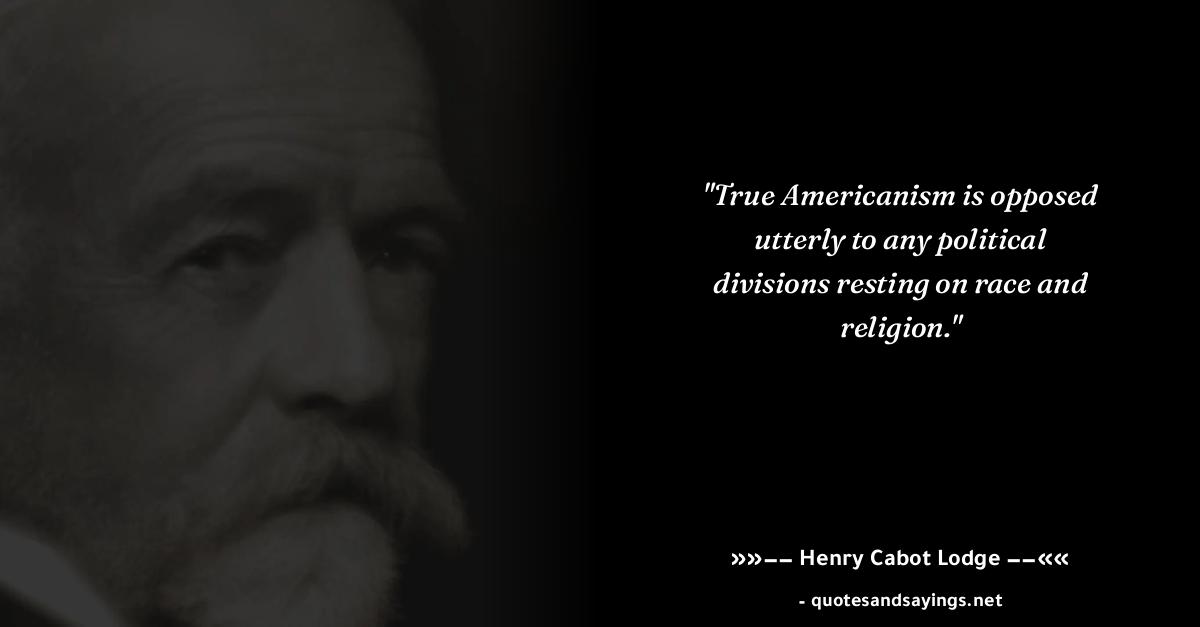 "True Americanism is opposed
utterly to any political
divisions resting on race and
religion."
»»−− Henry Cabot Lodge −−««
- quotesandsayings.net